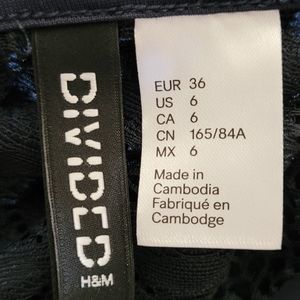 DIVIDED
H&M
EUR 36
US 6
CA 6
CN 165/84A
MX 6
Made in
Cambodia
Fabriqué en
Cambodge